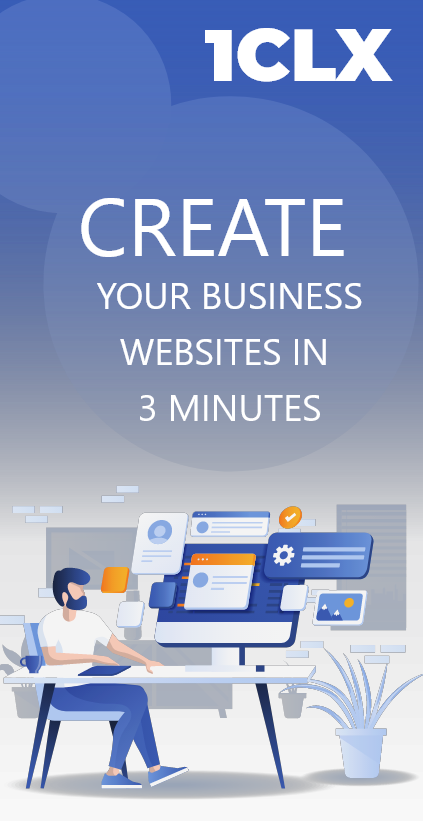 1CLX
CREATE
YOUR BUSINESS
WEBSITES IN
3 MINUTES